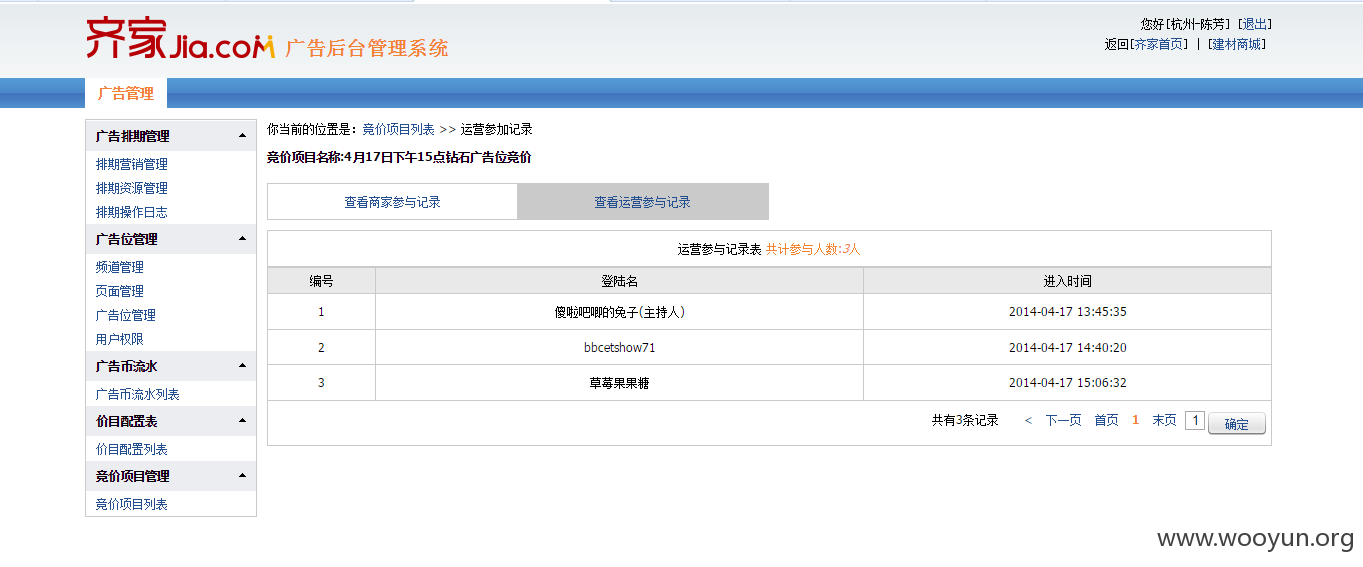 齐家Jia.com 广告后台管理系统
您好[杭州-陈芳] [退出]
返回[齐家首页] | [建材商城]
广告管理
广告排期管理
排期营销管理
排期资源管理
排期操作日志
广告位管理
频道管理
页面管理
广告位管理
用户权限
广告币流水
广告币流水列表
价目配置表
价目配置列表
竞价项目管理
竞价项目列表
你当前的位置是：竞价项目列表 >> 运营参加记录
竞价项目名称:4月17日下午15点钻石广告位竞价
查看商家参与记录 查看运营参与记录
运营参与记录表 共计参与人数:3人
编号 登陆名 进入时间
1 傻啦吧唧的兔子(主持人) 2014-04-17 13:45:35
2 bbcetshow71 2014-04-17 14:40:20
3 草莓果果糖 2014-04-17 15:06:32
共有3条记录 < 下一页 首页 1 末页 1 确定
www.wooyun.org